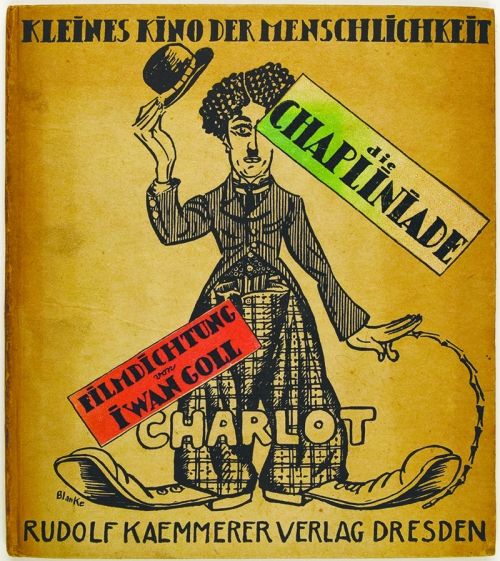 KLEINES KINO DER MENSCHLICHKEIT
die
CHAPLINIADE
FILMDICHTUNG
von
IWAN GOLL
CHARLOT
Blanke
RUDOLF KAEMMERER VERLAG DRESDEN